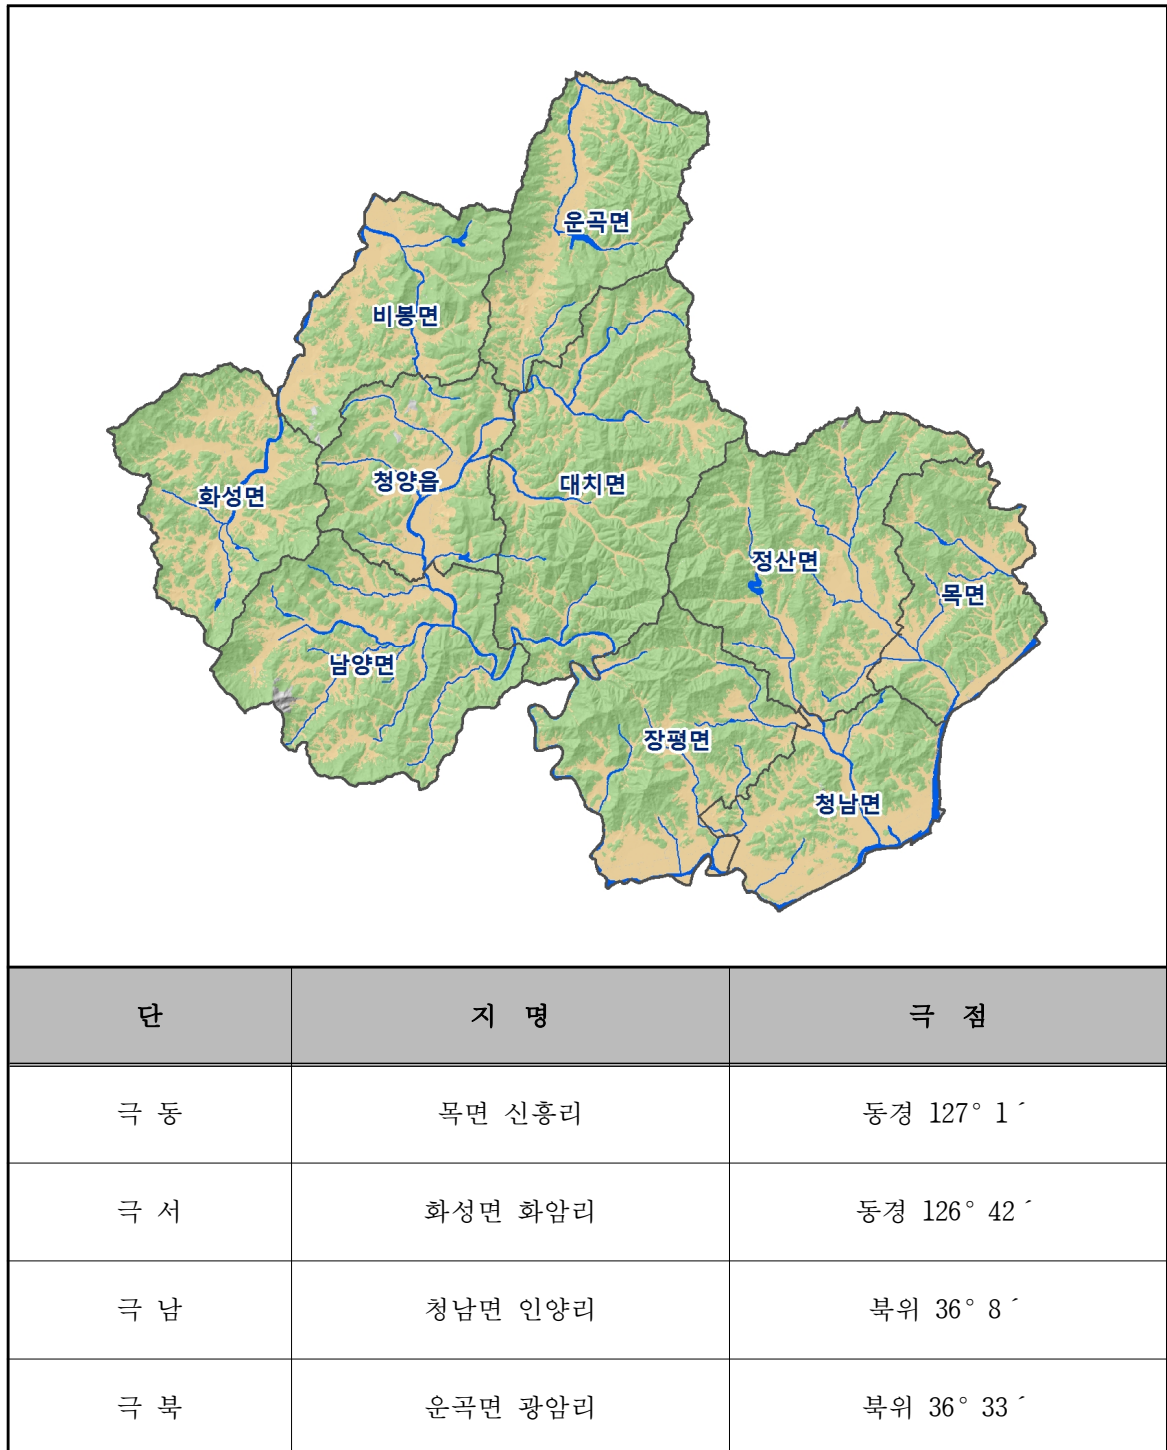 운곡면
비봉면
청양읍
대치면
화성면
정산면
목면
남양면
장평면
청남면
단 지 명 극 점
극 동 목면 신흥리 동경 127° 1´
극 서 화성면 화암리 동경 126° 42´
극 남 청남면 인양리 북위 36° 8´
극 북 운곡면 광암리 북위 36° 33´